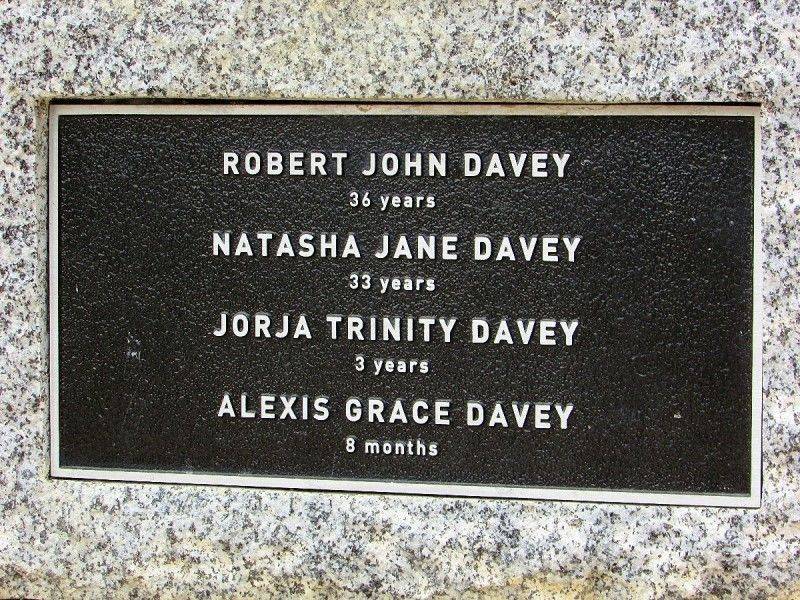 ROBERT JOHN DAVEY
36 years
NATASHA JANE DAVEY
33 years
JORJA TRINITY DAVEY
3 years
ALEXIS GRACE DAVEY
8 months